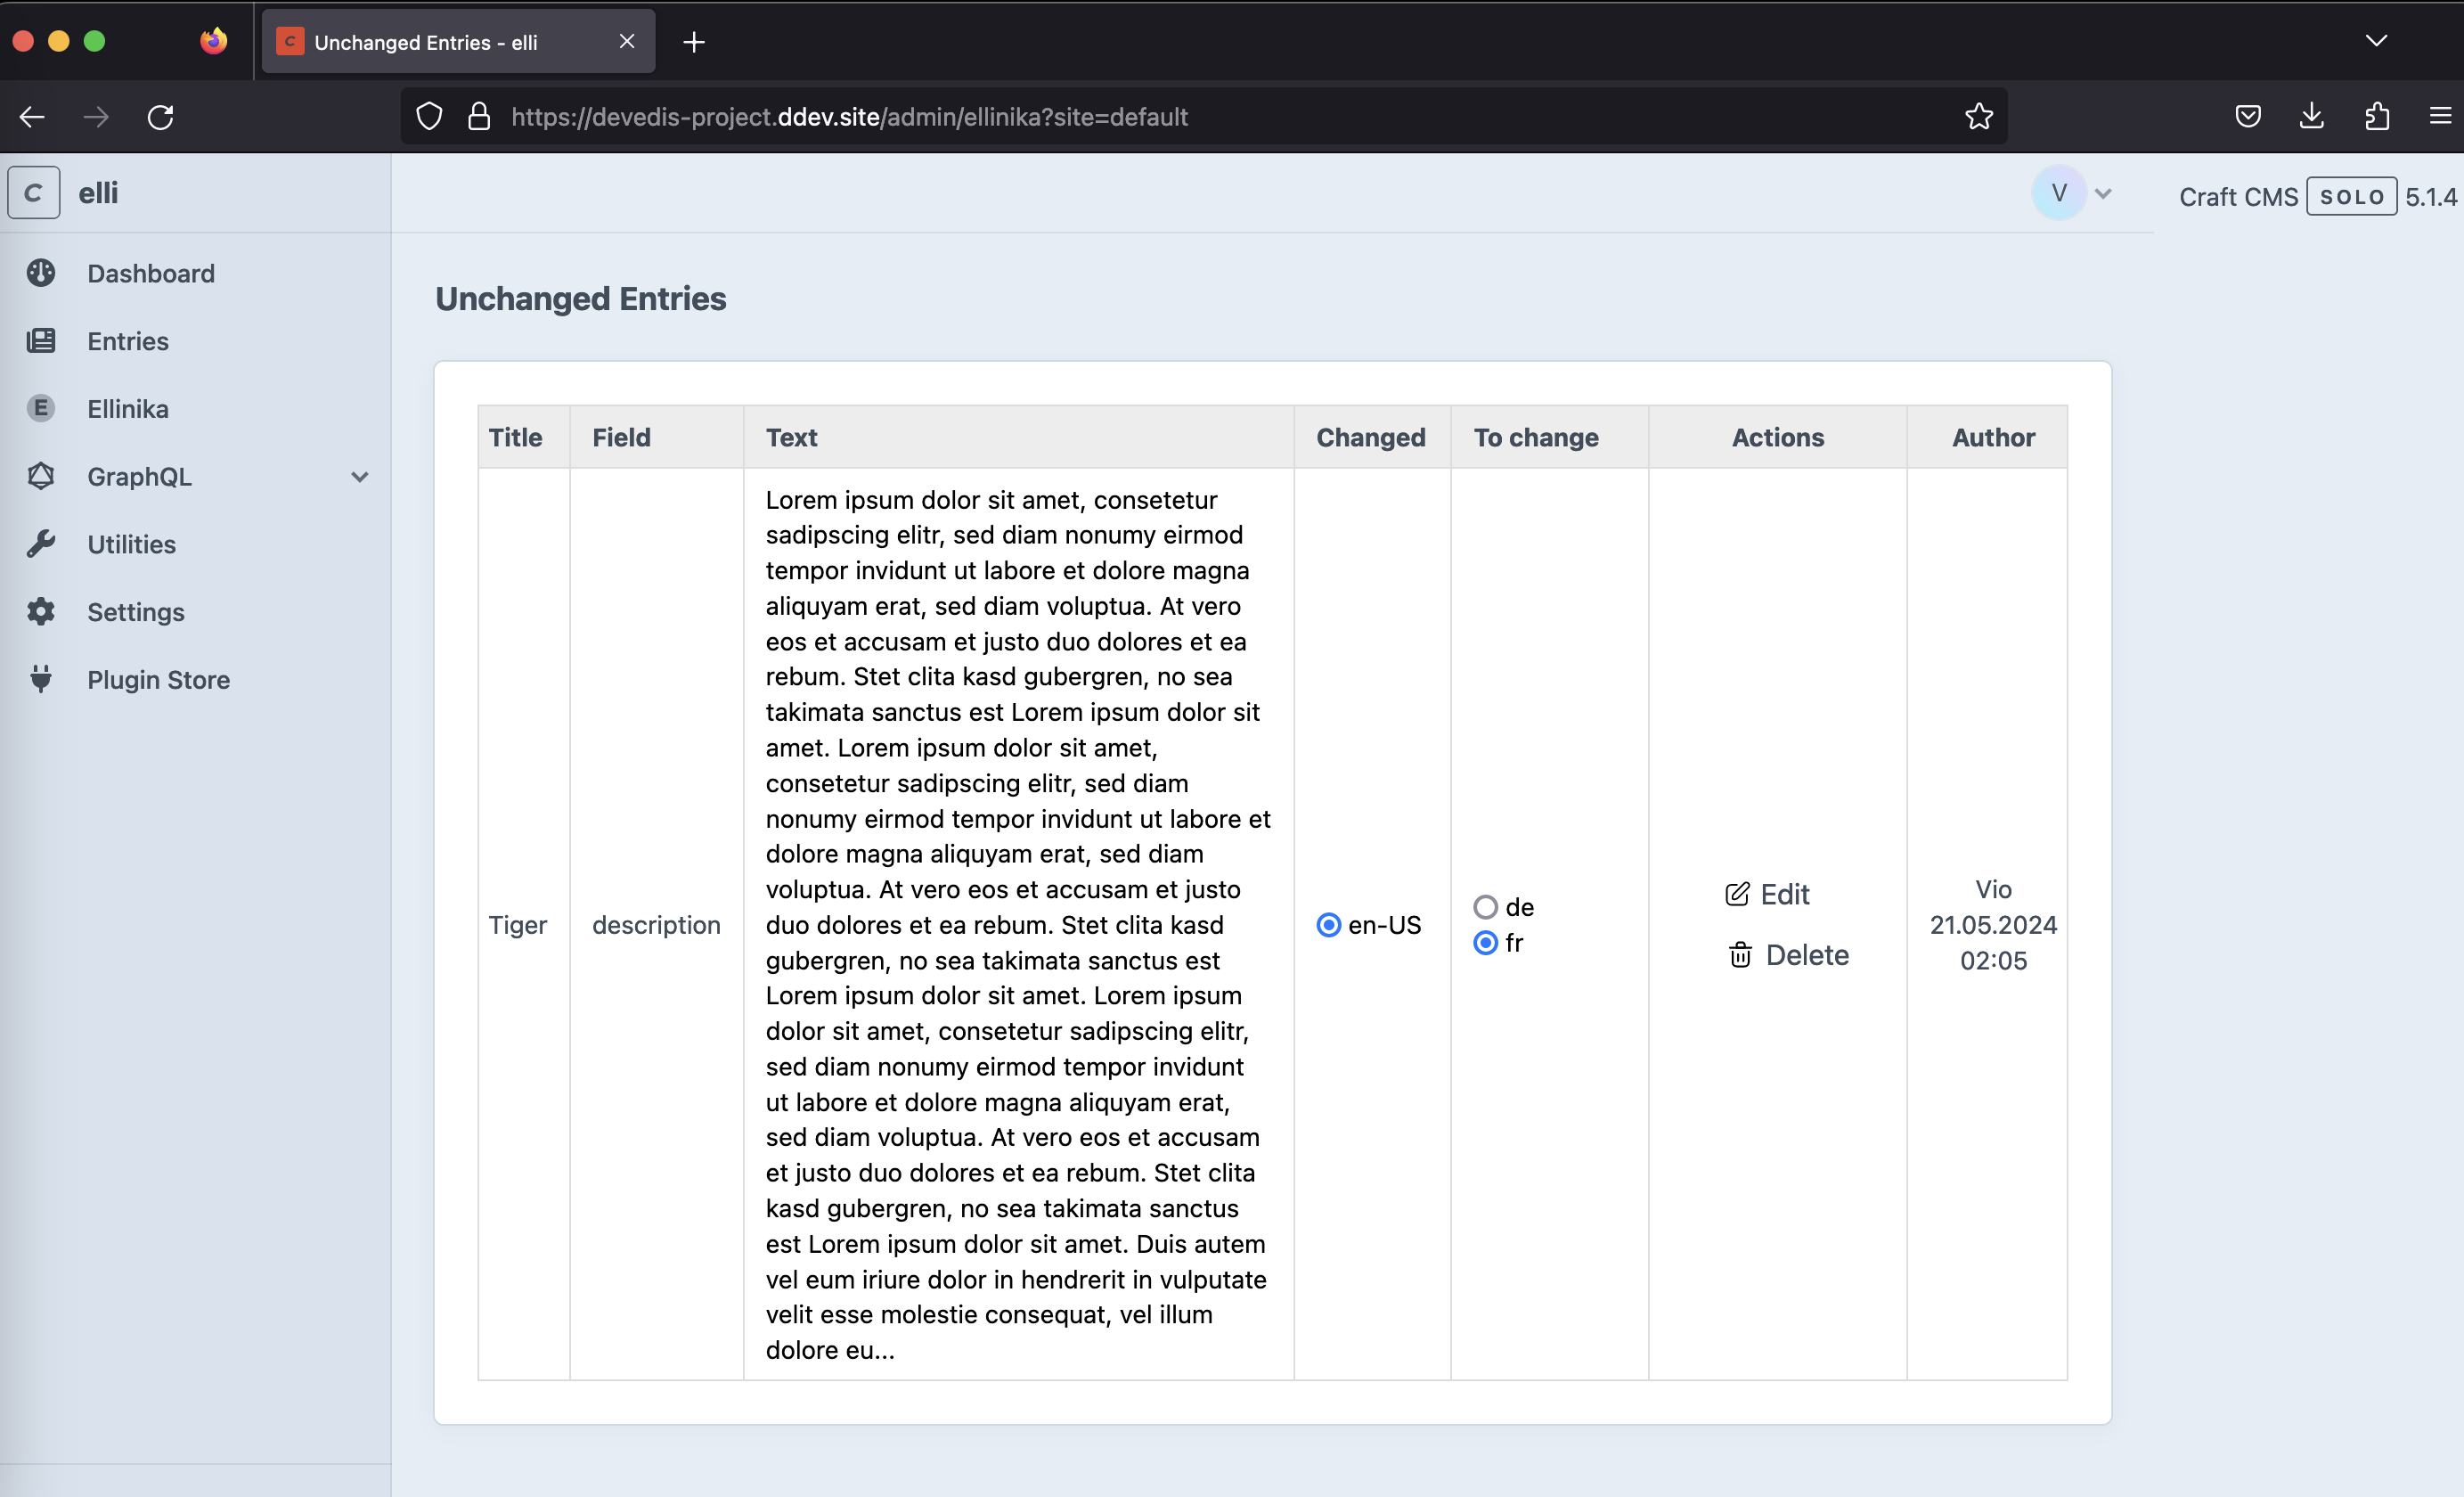 Unchanged Entries - elli
https://devedis-project.ddev.site/admin/ellinika?site=default
C elli
V
Craft CMS SOLO 5.1.4
Dashboard
Entries
E Ellinika
GraphQL
Utilities
Settings
Plugin Store
Unchanged Entries
Title Field Text Changed To change Actions Author
Tiger
description
Lorem ipsum dolor sit amet, consetetur
sadipscing elitr, sed diam nonumy eirmod
tempor invidunt ut labore et dolore magna
aliquyam erat, sed diam voluptua. At vero
eos et accusam et justo duo dolores et ea
rebum. Stet clita kasd gubergren, no sea
takimata sanctus est Lorem ipsum dolor sit
amet. Lorem ipsum dolor sit amet,
consetetur sadipscing elitr, sed diam
nonumy eirmod tempor invidunt ut labore et
dolore magna aliquyam erat, sed diam
voluptua. At vero eos et accusam et justo
duo dolores et ea rebum. Stet clita kasd
gubergren, no sea takimata sanctus est
Lorem ipsum dolor sit amet. Lorem ipsum
dolor sit amet, consetetur sadipscing elitr,
sed diam nonumy eirmod tempor invidunt
ut labore et dolore magna aliquyam erat,
sed diam voluptua. At vero eos et accusam
et justo duo dolores et ea rebum. Stet clita
kasd gubergren, no sea takimata sanctus
est Lorem ipsum dolor sit amet. Duis autem
vel eum iriure dolor in hendrerit in vulputate
velit esse molestie consequat, vel illum
dolore eu...
en-US
de
fr
Edit
Delete
Vio
21.05.2024
02:05